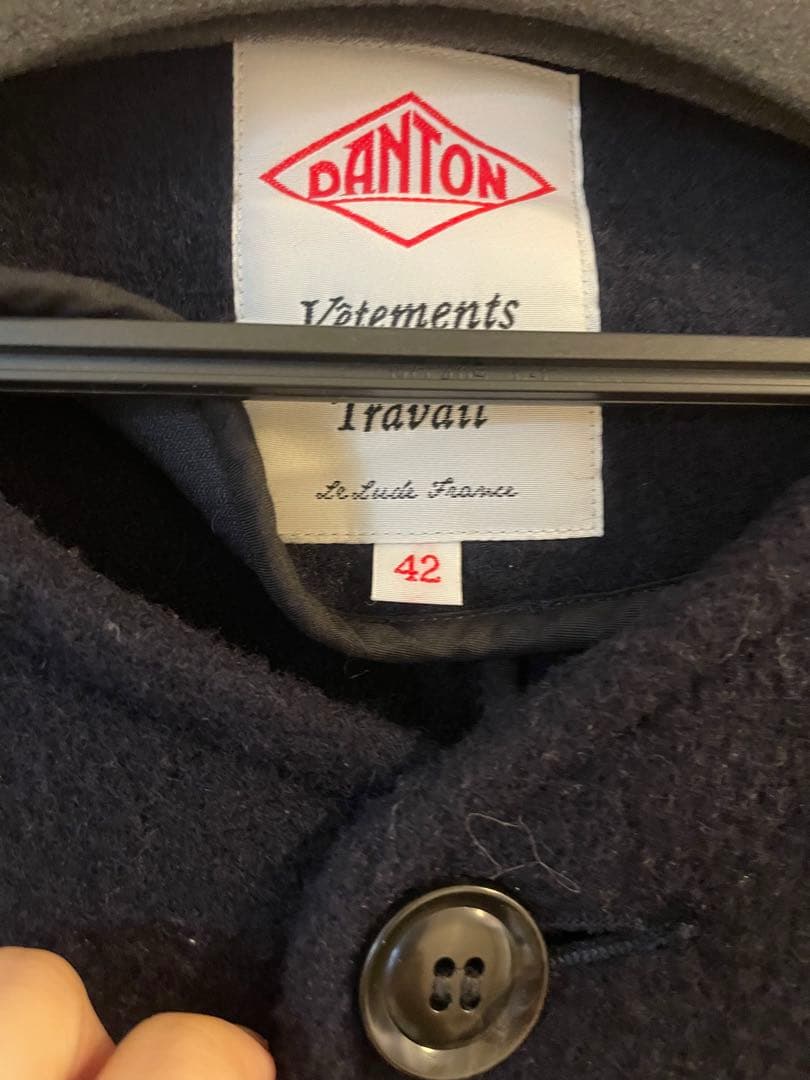 DANTON
Vêtements
Travail
Le Lude France
42